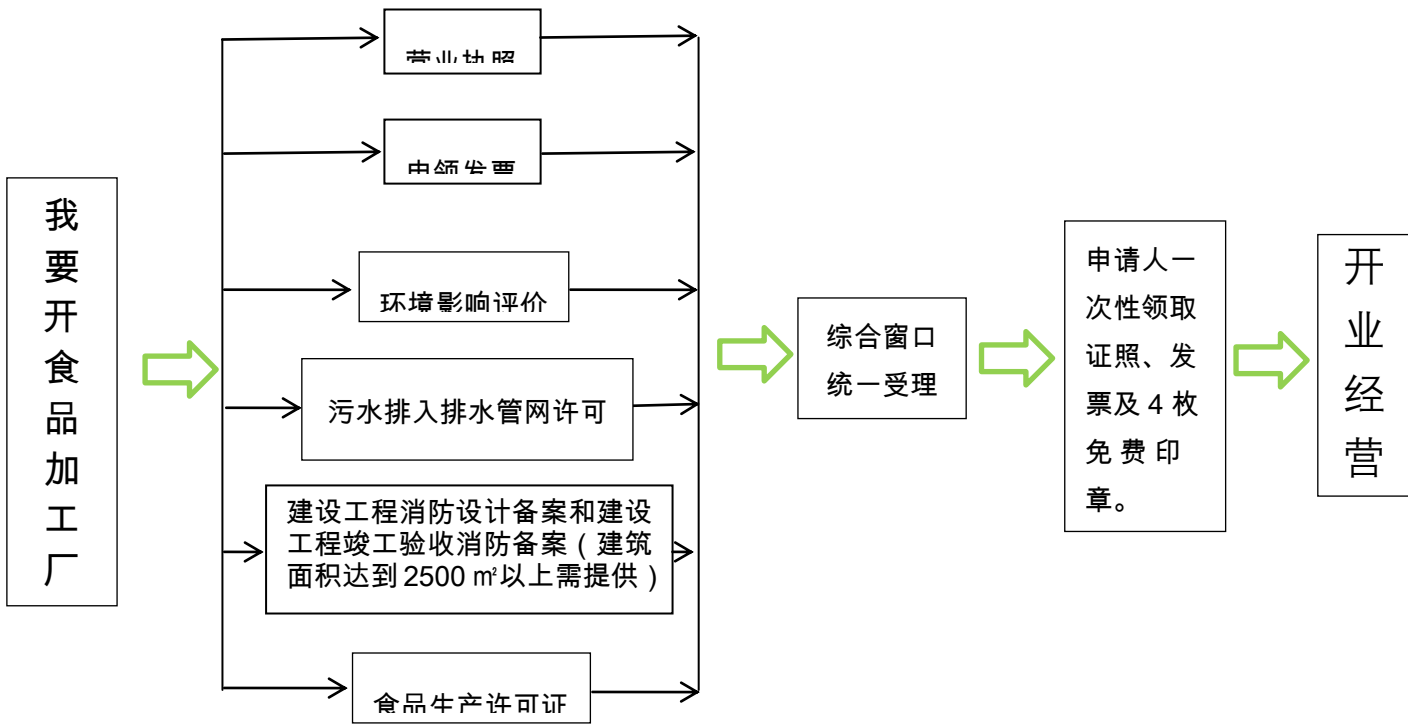 我要开食品加工厂
营业执照
申领发票
环境影响评价
污水排入排水管网许可
建设工程消防设计备案和建设
工程竣工验收消防备案（建筑
面积达到2500 ㎡以上需提供）
食品生产许可证
综合窗口
统一受理
申请人一
次性领取
证照、发
票及 4 枚
免费印
章。
开业经营